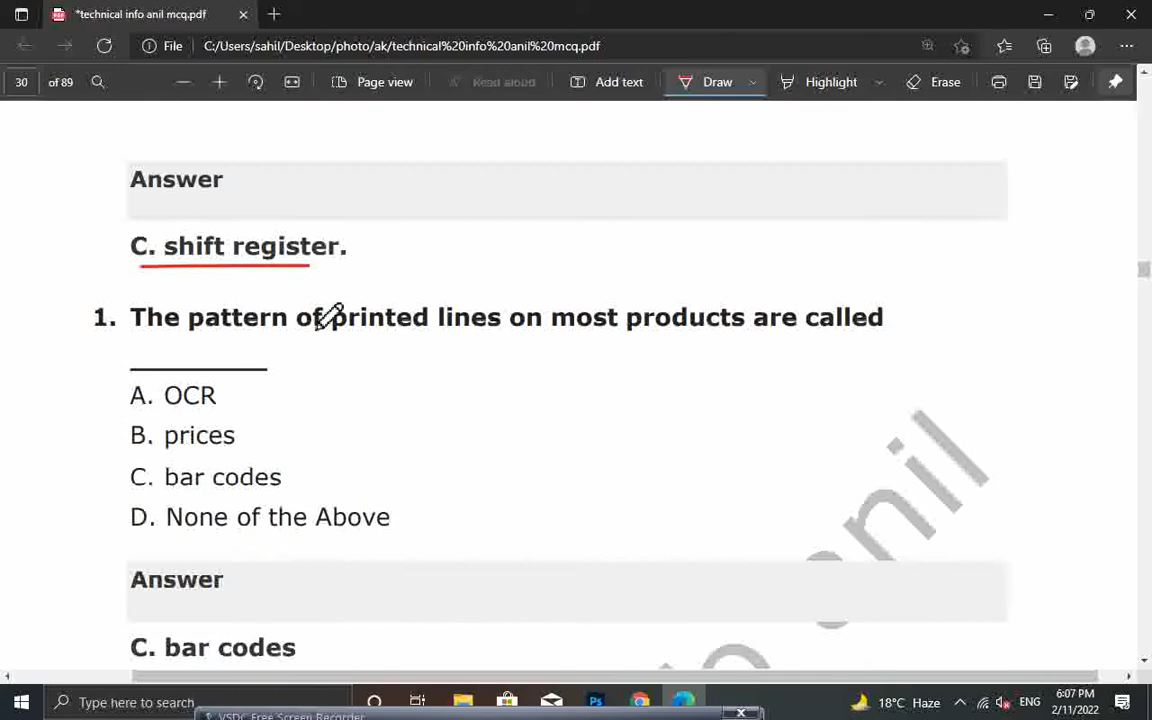 *technical info anil mcq.pdf
File C:/Users/sahil/Desktop/photo/ak/technical%20info%20anil%20mcq.pdf
30 of 89 Page view Read aloud Add text Draw Highlight Erase
Answer
C. shift register.
1. The pattern of printed lines on most products are called
__________
A. OCR
B. prices
C. bar codes
D. None of the Above
Answer
C. bar codes
anil
Type here to search
Ps
18°C Haze ENG
6:07 PM
2/11/2022
VSDC Free Screen Recorder